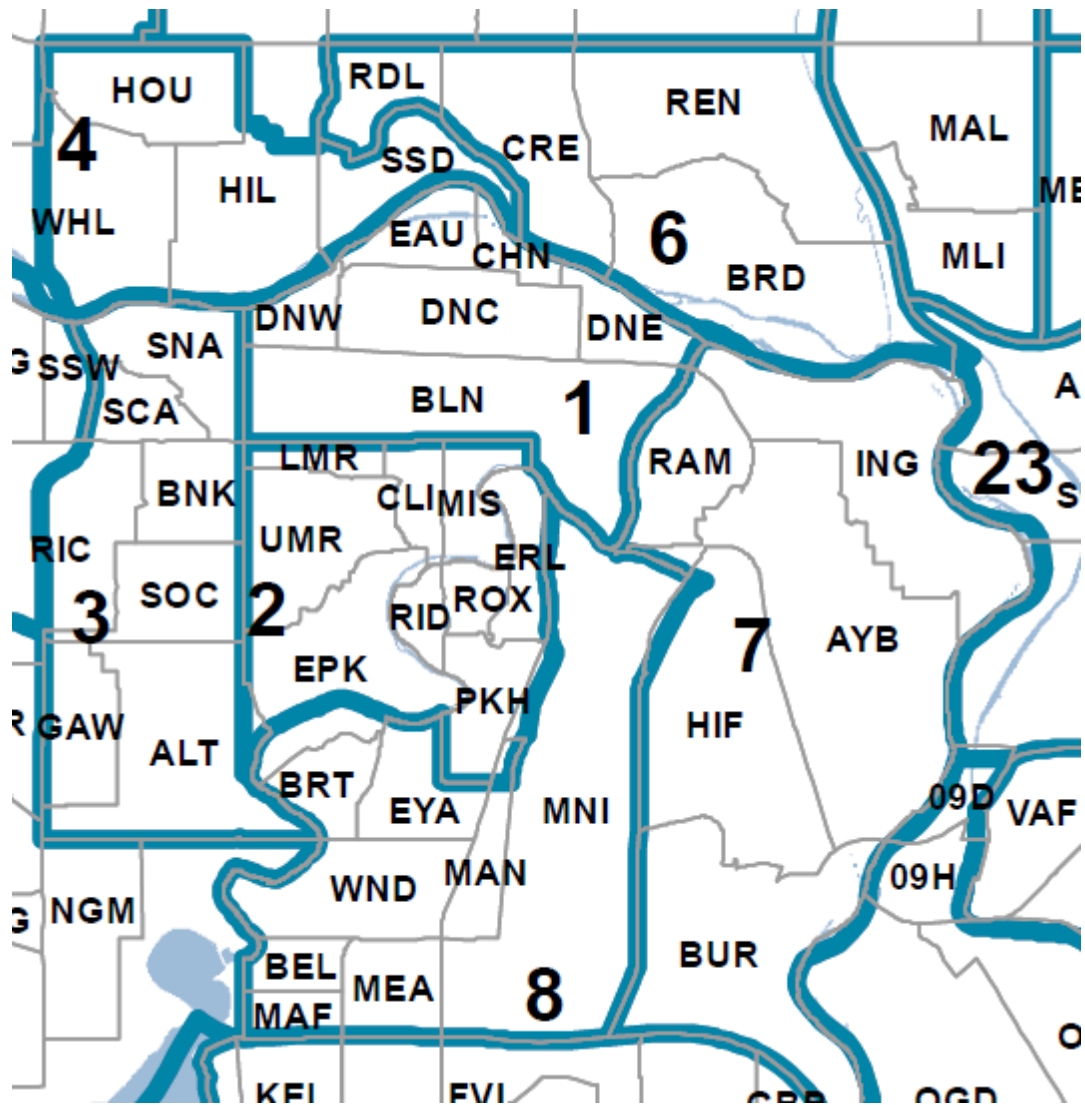 HOU
RDL
REN
MAL
4
CRE
SSD
HIL
ME
WHL
EAU
6
CHN
MLI
BRD
DNW
DNC
DNE
SNA
G
SSW
A
SCA
BLN
1
LMR
RAM
ING
23
BNK
CLI
MIS
S
UMR
RIC
ERL
SOC
ROX
3
2
RID
7
AYB
EPK
PKH
R
GAW
HIF
ALT
BRT
09D
EYA
MNI
VAF
MAN
WND
09H
G
NGM
BEL
BUR
MEA
8
MAF
O